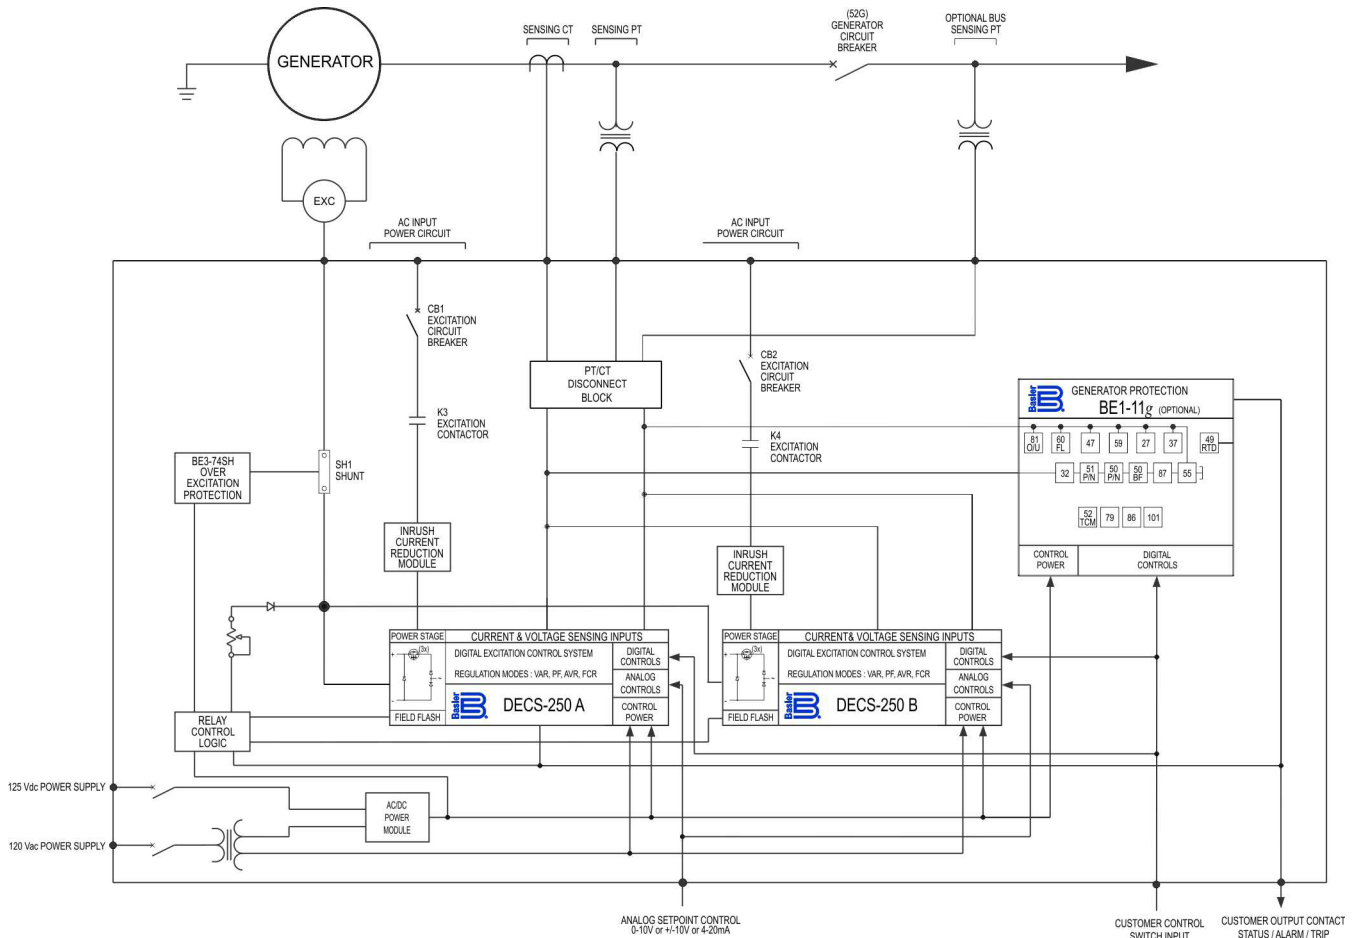 GENERATOR
SENSING CT
SENSING PT
(52G)
GENERATOR
CIRCUIT
BREAKER
OPTIONAL BUS
SENSING PT
EXC
AC INPUT
POWER CIRCUIT
AC INPUT
POWER CIRCUIT
CB1
EXCITATION
CIRCUIT
BREAKER
PT/CT
DISCONNECT
BLOCK
CB2
EXCITATION
CIRCUIT
BREAKER
K3
EXCITATION
CONTACTOR
K4
EXCITATION
CONTACTOR
Basler
GENERATOR PROTECTION
BE1-11g (OPTIONAL)
81
O/U
60
FL
47
59
27
37
49
RTD
32
51
P/N
50
P/N
50
BF
87
55
52
TCM
79
86
101
CONTROL
POWER
DIGITAL
CONTROLS
BE3-74SH
OVER
EXCITATION
PROTECTION
SH1
SHUNT
INRUSH
CURRENT
REDUCTION
MODULE
INRUSH
CURRENT
REDUCTION
MODULE
POWER STAGE
CURRENT & VOLTAGE SENSING INPUTS
(3x)
DIGITAL EXCITATION CONTROL SYSTEM
REGULATION MODES : VAR, PF, AVR, FCR
DIGITAL
CONTROLS
ANALOG
CONTROLS
CONTROL
POWER
Basler
DECS-250 A
FIELD FLASH
POWER STAGE
CURRENT& VOLTAGE SENSING INPUTS
(3x)
DIGITAL EXCITATION CONTROL SYSTEM
REGULATION MODES : VAR, PF, AVR, FCR
DIGITAL
CONTROLS
ANALOG
CONTROLS
CONTROL
POWER
Basler
DECS-250 B
FIELD FLASH
RELAY
CONTROL
LOGIC
125 Vdc POWER SUPPLY
AC/DC
POWER
MODULE
120 Vac POWER SUPPLY
ANALOG SETPOINT CONTROL
0-10V or +/-10V or 4-20mA
CUSTOMER CONTROL
SWITCH INPUT
CUSTOMER OUTPUT CONTACT
STATUS / ALARM / TRIP